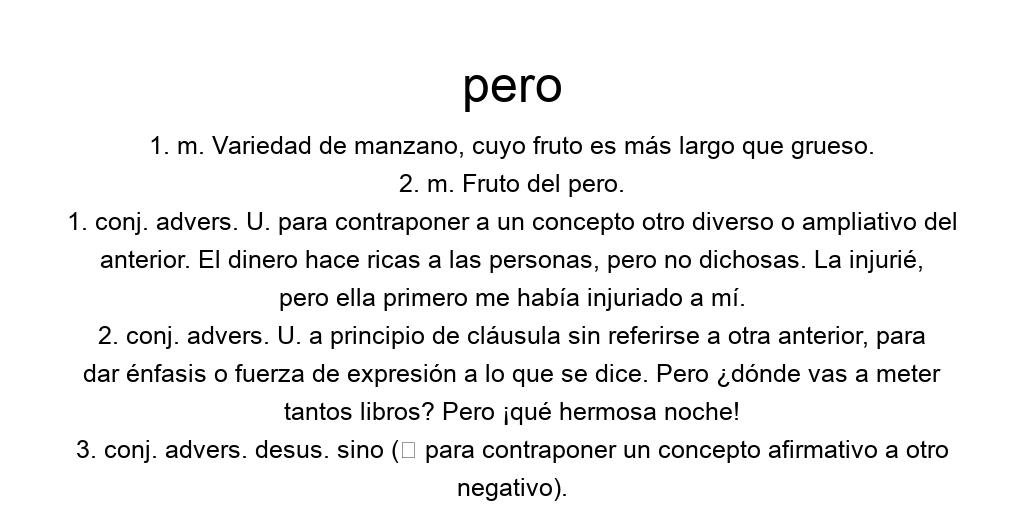 pero
1. m. Variedad de manzano, cuyo fruto es más largo que grueso.
2. m. Fruto del pero.
1. conj. advers. U. para contraponer a un concepto otro diverso o ampliativo del
anterior. El dinero hace ricas a las personas, pero no dichosas. La injurié,
pero ella primero me había injuriado a mí.
2. conj. advers. U. a principio de cláusula sin referirse a otra anterior, para
dar énfasis o fuerza de expresión a lo que se dice. Pero ¿dónde vas a meter
tantos libros? Pero ¡qué hermosa noche!
3. conj. advers. desus. sino (▯ para contraponer un concepto afirmativo a otro
negativo).